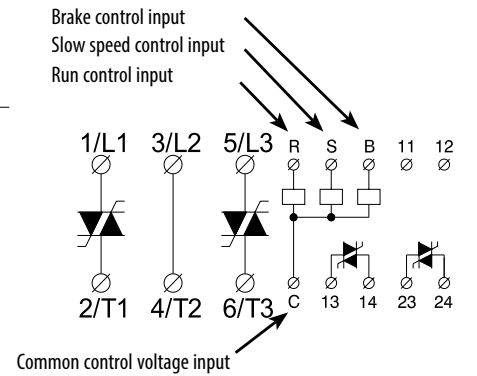 Brake control input
Slow speed control input
Run control input
1/L1 3/L2 5/L3 R S B 11 12
2/T1 4/T2 6/T3 C 13 14 23 24
Common control voltage input